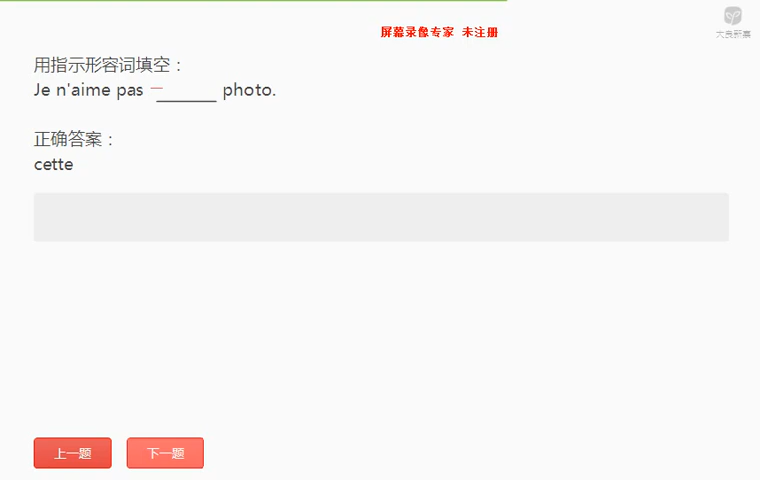 屏幕录像专家 未注册
用指示形容词填空：
Je n'aime pas ______ photo.
正确答案：
cette
上一题
下一题